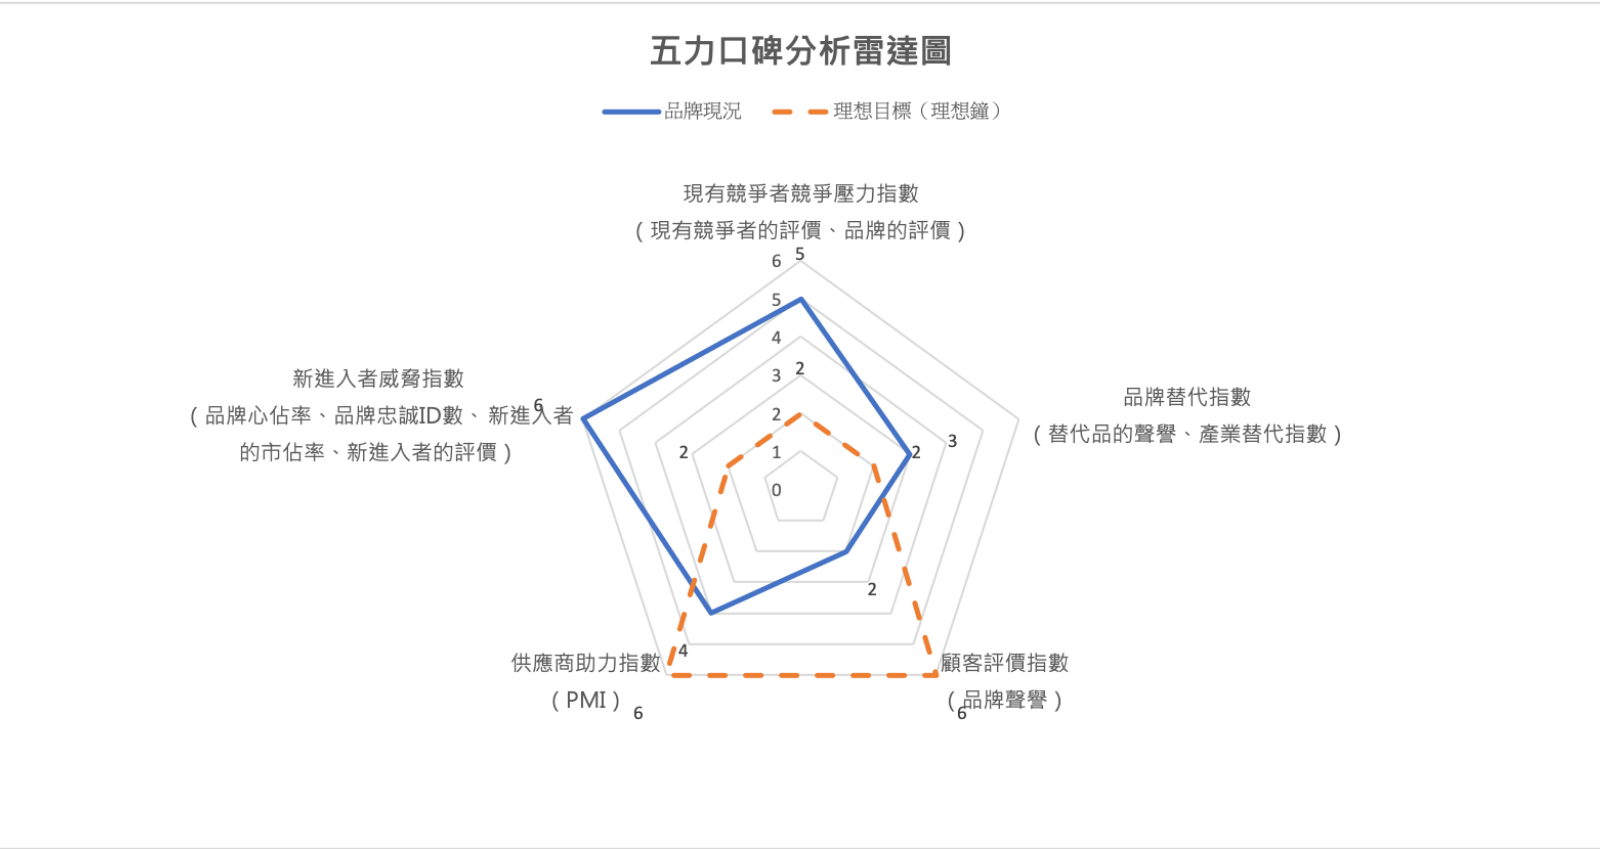 五力口碑分析雷達圖
品牌現況 理想目標（理想鐘）
現有競爭者競爭壓力指數
（現有競爭者的評價、品牌的評價）
6 5
5
4
3 2
2
1
0
新進入者威脅指數
6
（品牌心佔率、品牌忠誠ID數、新進入者
的市佔率、新進入者的評價）
2
品牌替代指數
（替代品的聲譽、產業替代指數）
2 3
2
供應商助力指數
（PMI）
4
6
顧客評價指數
（品牌聲譽）
6